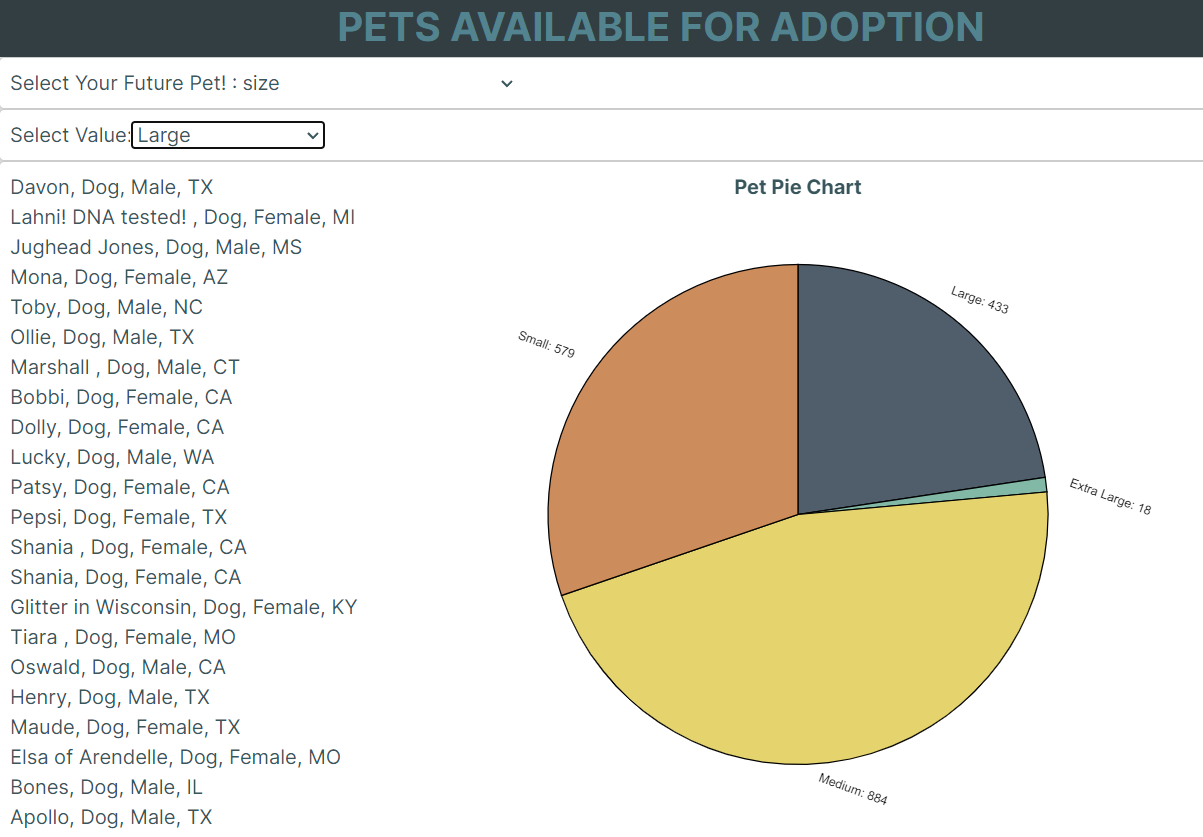 PETS AVAILABLE FOR ADOPTION
Select Your Future Pet! : size
Select Value: Large
Davon, Dog, Male, TX
Lahni! DNA tested! , Dog, Female, MI
Jughead Jones, Dog, Male, MS
Mona, Dog, Female, AZ
Toby, Dog, Male, NC
Ollie, Dog, Male, TX
Marshall , Dog, Male, CT
Bobbi, Dog, Female, CA
Dolly, Dog, Female, CA
Lucky, Dog, Male, WA
Patsy, Dog, Female, CA
Pepsi, Dog, Female, TX
Shania , Dog, Female, CA
Shania, Dog, Female, CA
Glitter in Wisconsin, Dog, Female, KY
Tiara , Dog, Female, MO
Oswald, Dog, Male, CA
Henry, Dog, Male, TX
Maude, Dog, Female, TX
Elsa of Arendelle, Dog, Female, MO
Bones, Dog, Male, IL
Apollo, Dog, Male, TX
Pet Pie Chart
Large: 433
Small: 579
Extra Large: 18
Medium: 884